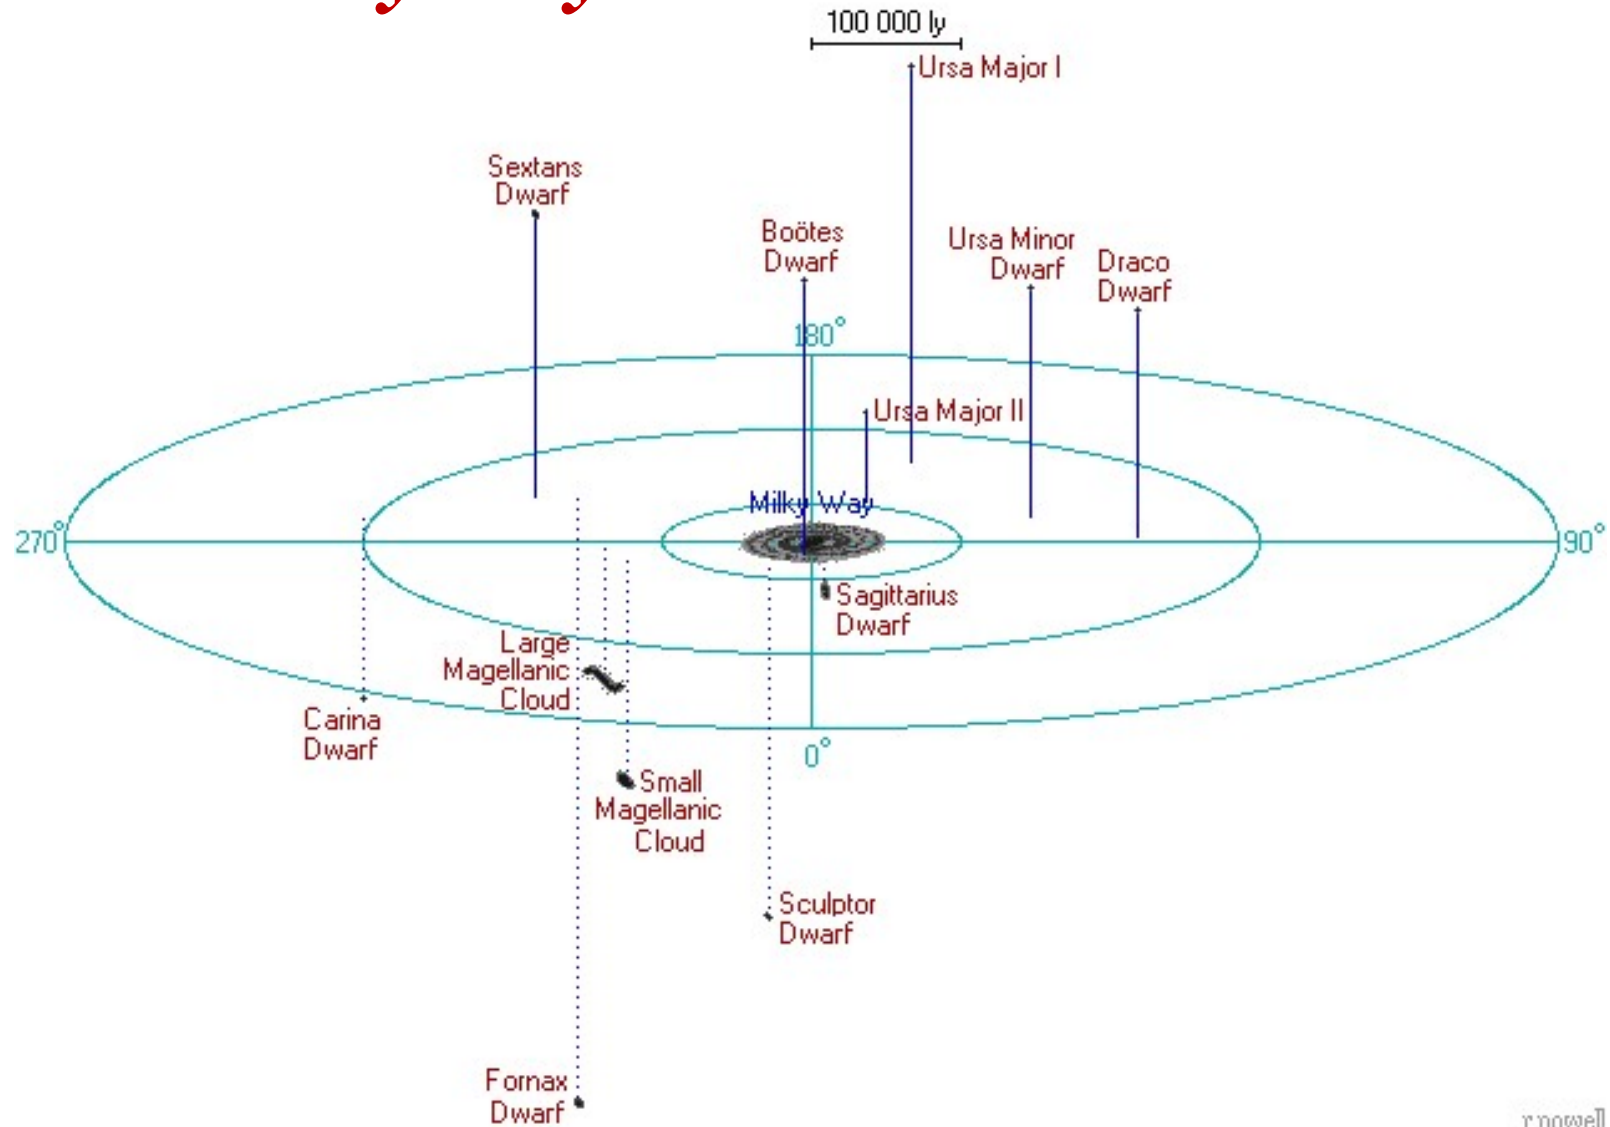 100 000 ly
Ursa Major I
Sextans
Dwarf
Boötes
Dwarf
Ursa Minor
Dwarf
Draco
Dwarf
180°
Ursa Major II
Milky Way
270°
90°
Sagittarius
Dwarf
Large
Magellanic
Cloud
Carina
Dwarf
0°
Small
Magellanic
Cloud
Sculptor
Dwarf
Fornax
Dwarf
r powell